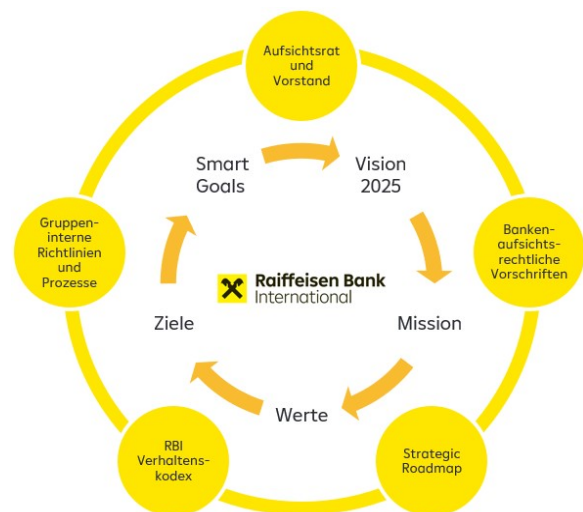 Aufsichtsrat
und
Vorstand
Smart
Goals
Vision
2025
Gruppen-
interne
Richtlinien
und
Prozesse
Banken-
aufsichts-
rechtliche
Vorschriften
Raiffeisen Bank
International
Ziele
Mission
Werte
RBI
Verhaltens-
kodex
Strategic
Roadmap